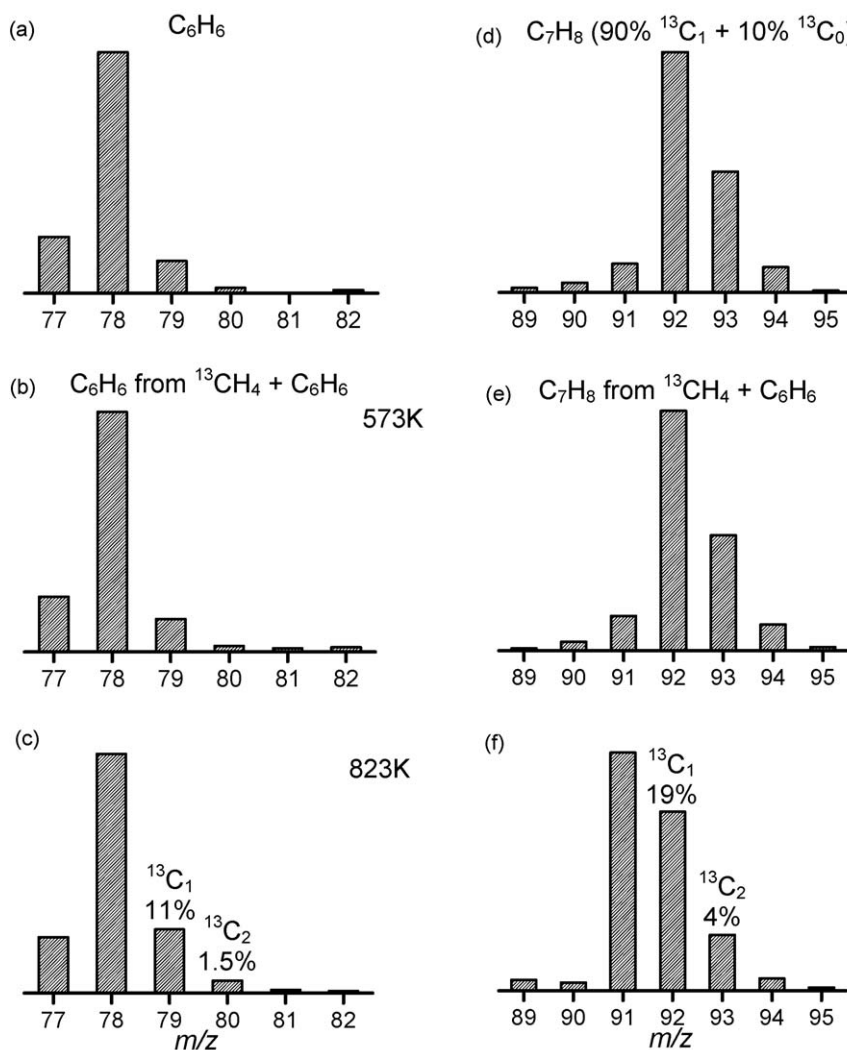 (a) C₆H₆
77 78 79 80 81 82
(d) C₇H₈ (90% ¹³C₁ + 10% ¹³C₀)
89 90 91 92 93 94 95
(b) C₆H₆ from ¹³CH₄ + C₆H₆
573K
77 78 79 80 81 82
(e) C₇H₈ from ¹³CH₄ + C₆H₆
89 90 91 92 93 94 95
(c)
823K
¹³C₁
11%
¹³C₂
1.5%
77 78 79 80 81 82
m/z
(f)
¹³C₁
19%
¹³C₂
4%
89 90 91 92 93 94 95
m/z